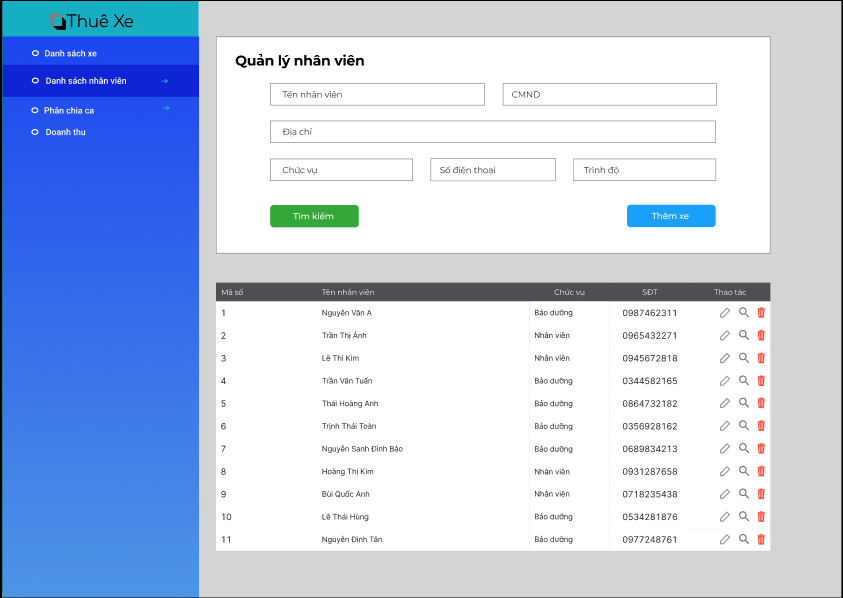 Thuê Xe
Danh sách xe
Danh sách nhân viên
Phân chia ca
Doanh thu
Quản lý nhân viên
Tên nhân viên CMND
Địa chỉ
Chức vụ Số điện thoại Trình độ
Tìm kiếm Thêm xe
Mã số Tên nhân viên Chức vụ SĐT Thao tác
1 Nguyễn Văn A Bảo dưỡng 0987462311
2 Trần Thị Ánh Nhân viên 0965432271
3 Lê Thi Kim Nhân viên 0945672818
4 Trần Văn Tuấn Bảo dưỡng 0344582165
5 Thái Hoàng Anh Bảo dưỡng 0864732182
6 Trịnh Thái Toàn Bảo dưỡng 0356928162
7 Nguyễn Sanh Đình Bảo Bảo dưỡng 0689834213
8 Hoàng Thị Kim Nhân viện 0931287658
9 Bùi Quốc Anh Nhân viên 0718235438
10 Lê Thái Hùng Bảo dưỡng 0534281876
11 Nguyễn Đình Tân Bảo dưỡng 0977248761